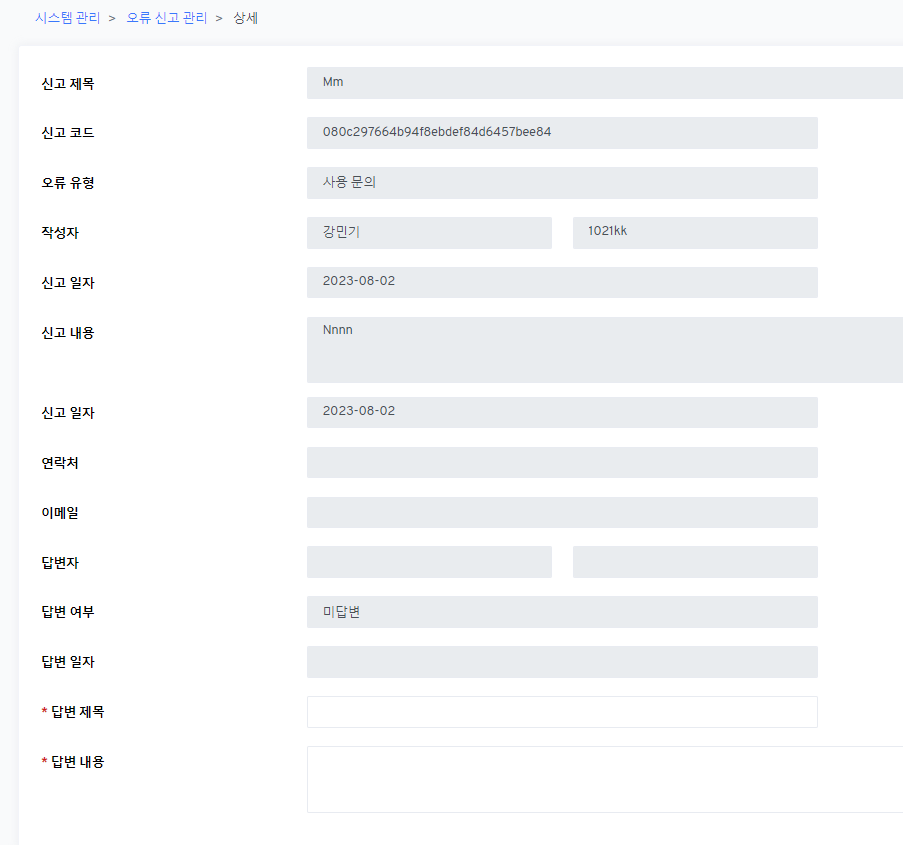 시스템 관리 > 오류 신고 관리 > 상세
신고 제목 Mm
신고 코드 080c297664b94f8ebdef84d6457bee84
오류 유형 사용 문의
작성자 강민기 1021kk
신고 일자 2023-08-02
신고 내용 Nnnn
신고 일자 2023-08-02
연락처
이메일
답변자
답변 여부 미답변
답변 일자
* 답변 제목
* 답변 내용